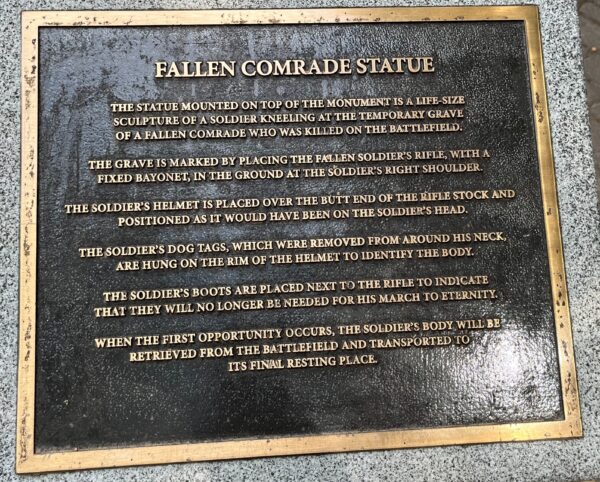 FALLEN COMRADE STATUE
THE STATUE MOUNTED ON TOP OF THE MONUMENT IS A LIFE-SIZE
SCULPTURE OF A SOLDIER KNEELING AT THE TEMPORARY GRAVE
OF A FALLEN COMRADE WHO WAS KILLED ON THE BATTLEFIELD.
THE GRAVE IS MARKED BY PLACING THE FALLEN SOLDIER'S RIFLE, WITH A
FIXED BAYONET, IN THE GROUND AT THE SOLDIER'S RIGHT SHOULDER.
THE SOLDIER'S HELMET IS PLACED OVER THE BUTT END OF THE RIFLE STOCK AND
POSITIONED AS IT WOULD HAVE BEEN ON THE SOLDIER'S HEAD.
THE SOLDIER'S DOG TAGS, WHICH WERE REMOVED FROM AROUND HIS NECK,
ARE HUNG ON THE RIM OF THE HELMET TO IDENTIFY THE BODY.
THE SOLDIER'S BOOTS ARE PLACED NEXT TO THE RIFLE TO INDICATE
THAT THEY WILL NO LONGER BE NEEDED FOR HIS MARCH TO ETERNITY.
WHEN THE FIRST OPPORTUNITY OCCURS, THE SOLDIER'S BODY WILL BE
RETRIEVED FROM THE BATTLEFIELD AND TRANSPORTED TO
ITS FINAL RESTING PLACE.